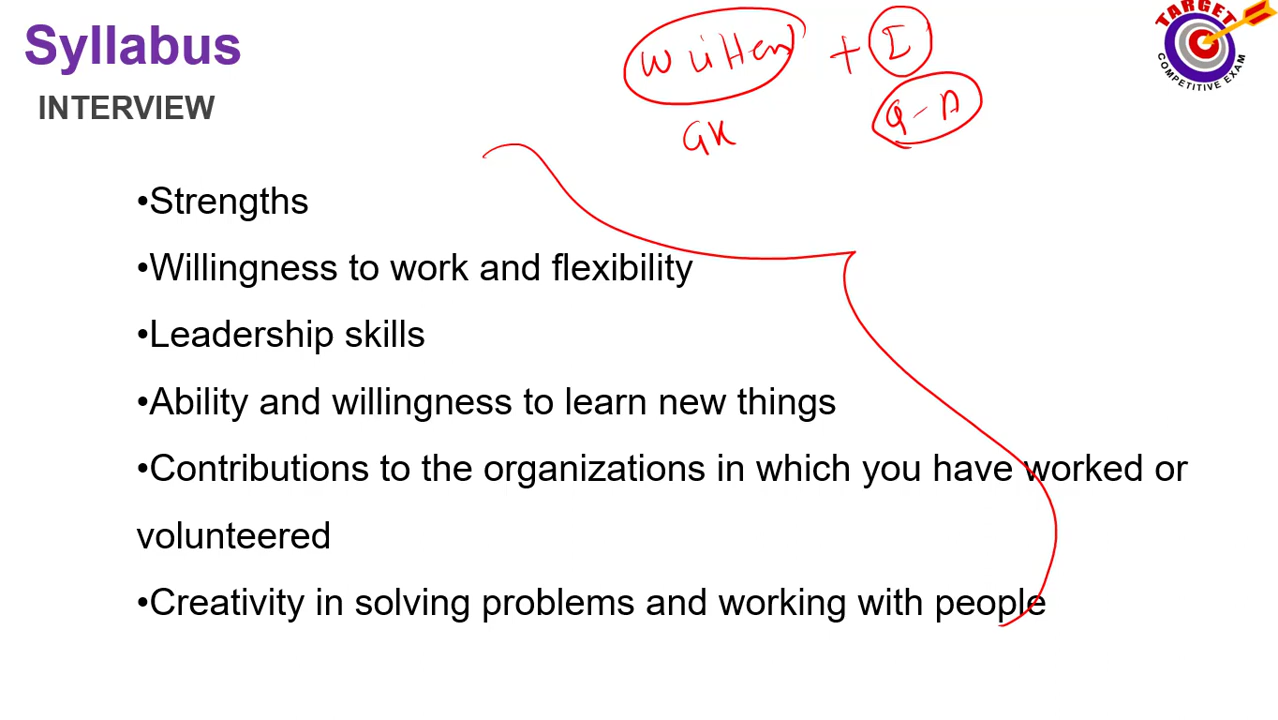 Syllabus
INTERVIEW
Written + I
GK
Q - A
TARGET
COMPETITIVE EXAM
•Strengths
•Willingness to work and flexibility
•Leadership skills
•Ability and willingness to learn new things
•Contributions to the organizations in which you have worked or
volunteered
•Creativity in solving problems and working with people